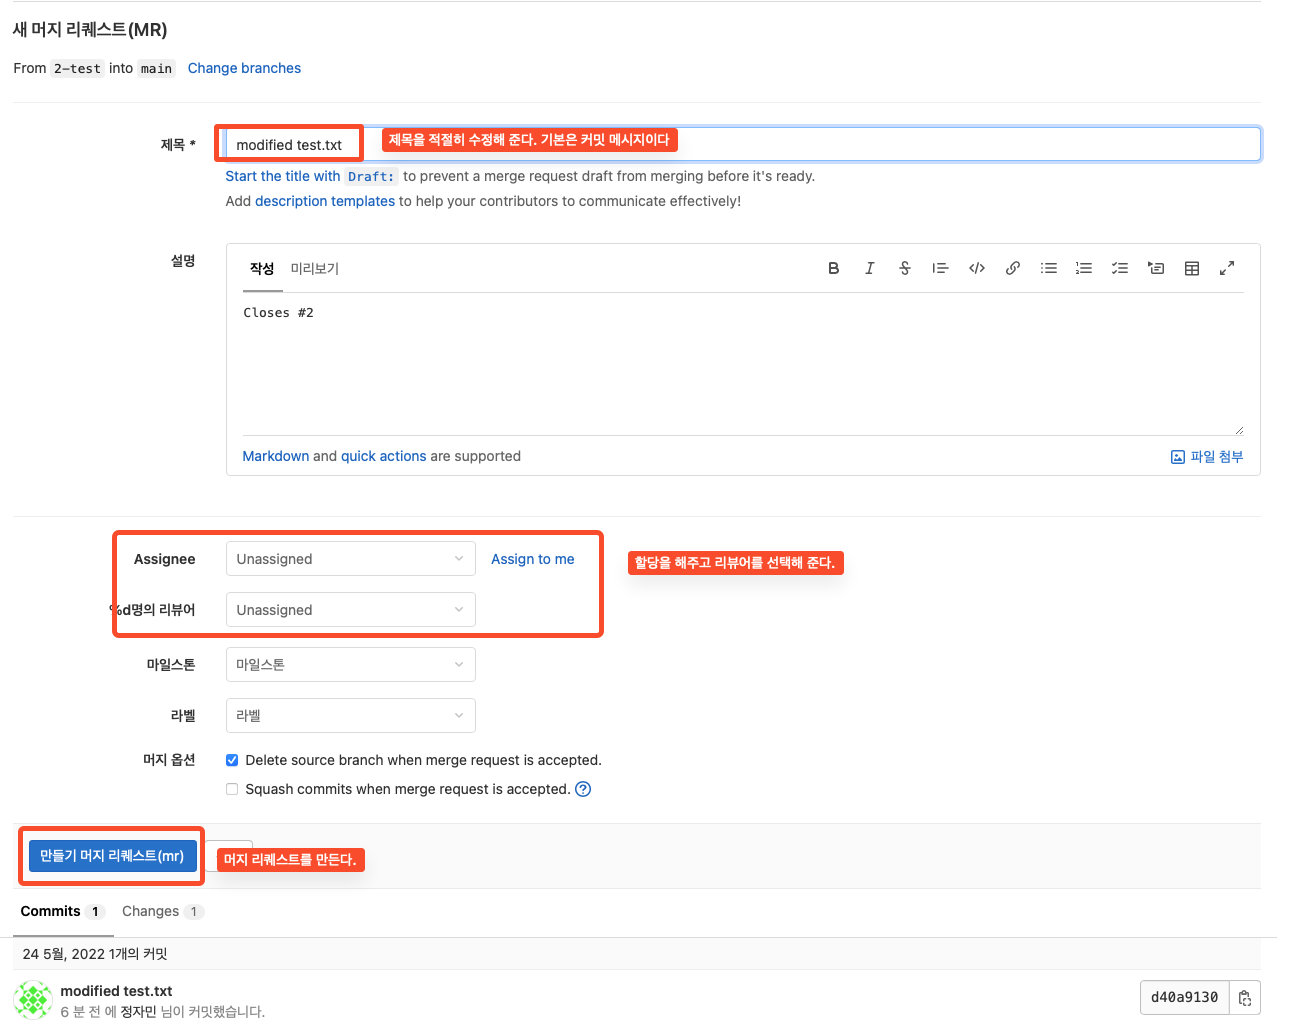 새 머지 리퀘스트(MR)
From 2-test into main Change branches
제목 * modified test.txt 제목을 적절히 수정해 준다. 기본은 커밋 메시지이다
Start the title with Draft: to prevent a merge request draft from merging before it's ready.
Add description templates to help your contributors to communicate effectively!
설명 작성 미리보기
Closes #2
Markdown and quick actions are supported 파일 첨부
Assignee Unassigned Assign to me 할당을 해주고 리뷰어를 선택해 준다.
%d명의 리뷰어 Unassigned
마일스톤 마일스톤
라벨 라벨
머지 옵션 Delete source branch when merge request is accepted.
Squash commits when merge request is accepted.
만들기 머지 리퀘스트(mr) 머지 리퀘스트를 만든다.
Commits 1 Changes 1
24 5월, 2022 1개의 커밋
modified test.txt d40a9130
6 분 전 에 정자민 님이 커밋했습니다.